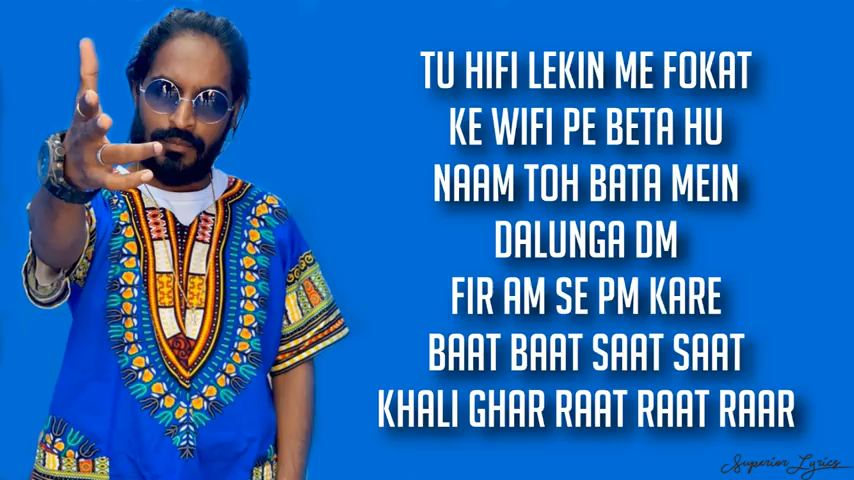 TU HIFI LEKIN ME FOKAT
KE WIFI PE BETA HU
NAAM TOH BATA MEIN
DALUNGA DM
FIR AM SE PM KARE
BAAT BAAT SAAT SAAT
KHALI GHAR RAAT RAAT RAAR
Superior Lyrics